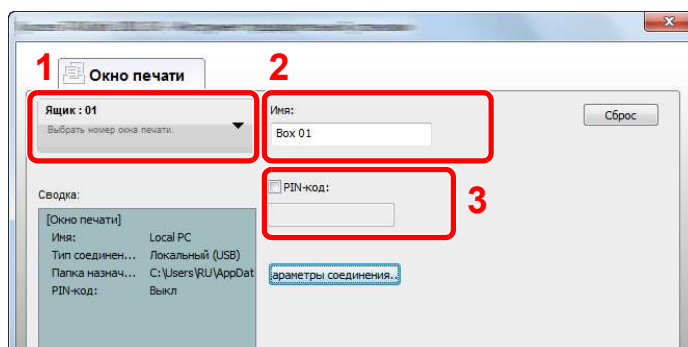 1
2
3
Окно печати
Ящик : 01
Выбрать номер окна печати.
Имя:
Box 01
Сброс
PIN-код:
Сводка:
[Окно печати]
Имя: Local PC
Тип соединен... Локальный (USB)
Папка назнач... C:\Users\RU\AppDat
PIN-код: Выкл
араметры соединения..